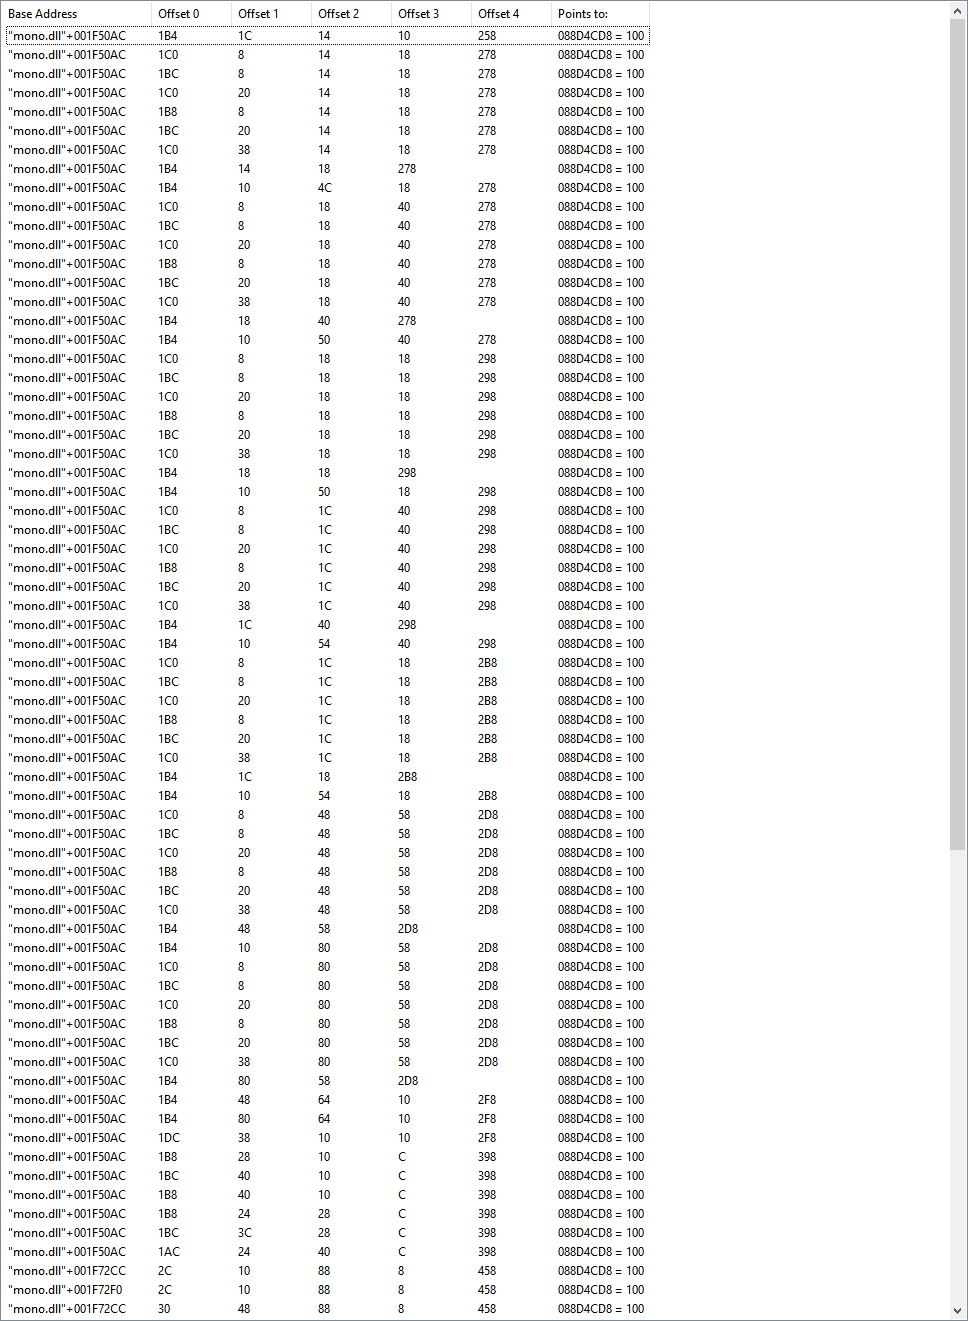 Base Address Offset 0 Offset 1 Offset 2 Offset 3 Offset 4 Points to:
"mono.dll"+001F50AC 1B4 1C 14 10 258 088D4CD8 = 100
"mono.dll"+001F50AC 1C0 8 14 18 278 088D4CD8 = 100
"mono.dll"+001F50AC 1BC 8 14 18 278 088D4CD8 = 100
"mono.dll"+001F50AC 1C0 20 14 18 278 088D4CD8 = 100
"mono.dll"+001F50AC 1B8 8 14 18 278 088D4CD8 = 100
"mono.dll"+001F50AC 1BC 20 14 18 278 088D4CD8 = 100
"mono.dll"+001F50AC 1C0 38 14 18 278 088D4CD8 = 100
"mono.dll"+001F50AC 1B4 14 18 278 088D4CD8 = 100
"mono.dll"+001F50AC 1B4 10 4C 18 278 088D4CD8 = 100
"mono.dll"+001F50AC 1C0 8 18 40 278 088D4CD8 = 100
"mono.dll"+001F50AC 1BC 8 18 40 278 088D4CD8 = 100
"mono.dll"+001F50AC 1C0 20 18 40 278 088D4CD8 = 100
"mono.dll"+001F50AC 1B8 8 18 40 278 088D4CD8 = 100
"mono.dll"+001F50AC 1BC 20 18 40 278 088D4CD8 = 100
"mono.dll"+001F50AC 1C0 38 18 40 278 088D4CD8 = 100
"mono.dll"+001F50AC 1B4 18 40 278 088D4CD8 = 100
"mono.dll"+001F50AC 1B4 10 50 40 278 088D4CD8 = 100
"mono.dll"+001F50AC 1C0 8 18 18 298 088D4CD8 = 100
"mono.dll"+001F50AC 1BC 8 18 18 298 088D4CD8 = 100
"mono.dll"+001F50AC 1C0 20 18 18 298 088D4CD8 = 100
"mono.dll"+001F50AC 1B8 8 18 18 298 088D4CD8 = 100
"mono.dll"+001F50AC 1BC 20 18 18 298 088D4CD8 = 100
"mono.dll"+001F50AC 1C0 38 18 18 298 088D4CD8 = 100
"mono.dll"+001F50AC 1B4 18 18 298 088D4CD8 = 100
"mono.dll"+001F50AC 1B4 10 50 18 298 088D4CD8 = 100
"mono.dll"+001F50AC 1C0 8 1C 40 298 088D4CD8 = 100
"mono.dll"+001F50AC 1BC 8 1C 40 298 088D4CD8 = 100
"mono.dll"+001F50AC 1C0 20 1C 40 298 088D4CD8 = 100
"mono.dll"+001F50AC 1B8 8 1C 40 298 088D4CD8 = 100
"mono.dll"+001F50AC 1BC 20 1C 40 298 088D4CD8 = 100
"mono.dll"+001F50AC 1C0 38 1C 40 298 088D4CD8 = 100
"mono.dll"+001F50AC 1B4 1C 40 298 088D4CD8 = 100
"mono.dll"+001F50AC 1B4 10 54 40 298 088D4CD8 = 100
"mono.dll"+001F50AC 1C0 8 1C 18 2B8 088D4CD8 = 100
"mono.dll"+001F50AC 1BC 8 1C 18 2B8 088D4CD8 = 100
"mono.dll"+001F50AC 1C0 20 1C 18 2B8 088D4CD8 = 100
"mono.dll"+001F50AC 1B8 8 1C 18 2B8 088D4CD8 = 100
"mono.dll"+001F50AC 1BC 20 1C 18 2B8 088D4CD8 = 100
"mono.dll"+001F50AC 1C0 38 1C 18 2B8 088D4CD8 = 100
"mono.dll"+001F50AC 1B4 1C 18 2B8 088D4CD8 = 100
"mono.dll"+001F50AC 1B4 10 54 18 2B8 088D4CD8 = 100
"mono.dll"+001F50AC 1C0 8 48 58 2D8 088D4CD8 = 100
"mono.dll"+001F50AC 1BC 8 48 58 2D8 088D4CD8 = 100
"mono.dll"+001F50AC 1C0 20 48 58 2D8 088D4CD8 = 100
"mono.dll"+001F50AC 1B8 8 48 58 2D8 088D4CD8 = 100
"mono.dll"+001F50AC 1BC 20 48 58 2D8 088D4CD8 = 100
"mono.dll"+001F50AC 1C0 38 48 58 2D8 088D4CD8 = 100
"mono.dll"+001F50AC 1B4 48 58 2D8 088D4CD8 = 100
"mono.dll"+001F50AC 1B4 10 80 58 2D8 088D4CD8 = 100
"mono.dll"+001F50AC 1C0 8 80 58 2D8 088D4CD8 = 100
"mono.dll"+001F50AC 1BC 8 80 58 2D8 088D4CD8 = 100
"mono.dll"+001F50AC 1C0 20 80 58 2D8 088D4CD8 = 100
"mono.dll"+001F50AC 1B8 8 80 58 2D8 088D4CD8 = 100
"mono.dll"+001F50AC 1BC 20 80 58 2D8 088D4CD8 = 100
"mono.dll"+001F50AC 1C0 38 80 58 2D8 088D4CD8 = 100
"mono.dll"+001F50AC 1B4 80 58 2D8 088D4CD8 = 100
"mono.dll"+001F50AC 1B4 48 64 10 2F8 088D4CD8 = 100
"mono.dll"+001F50AC 1B4 80 64 10 2F8 088D4CD8 = 100
"mono.dll"+001F50AC 1DC 38 10 10 2F8 088D4CD8 = 100
"mono.dll"+001F50AC 1B8 28 10 C 398 088D4CD8 = 100
"mono.dll"+001F50AC 1BC 40 10 C 398 088D4CD8 = 100
"mono.dll"+001F50AC 1B8 40 10 C 398 088D4CD8 = 100
"mono.dll"+001F50AC 1B8 24 28 C 398 088D4CD8 = 100
"mono.dll"+001F50AC 1BC 3C 28 C 398 088D4CD8 = 100
"mono.dll"+001F50AC 1AC 24 40 C 398 088D4CD8 = 100
"mono.dll"+001F72CC 2C 10 88 8 458 088D4CD8 = 100
"mono.dll"+001F72F0 2C 10 88 8 458 088D4CD8 = 100
"mono.dll"+001F72CC 30 48 88 8 458 088D4CD8 = 100